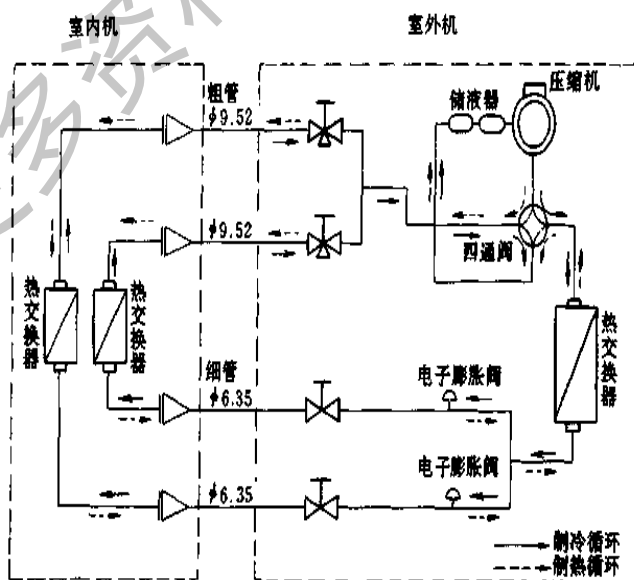 室内机
室外机
粗管
ϕ9.52
储液器
压缩机
ϕ9.52
四通阀
热交换器
热交换器
热交换器
细管
ϕ6.35
电子膨胀阀
ϕ6.35
电子膨胀阀
制冷循环
制热循环
多资